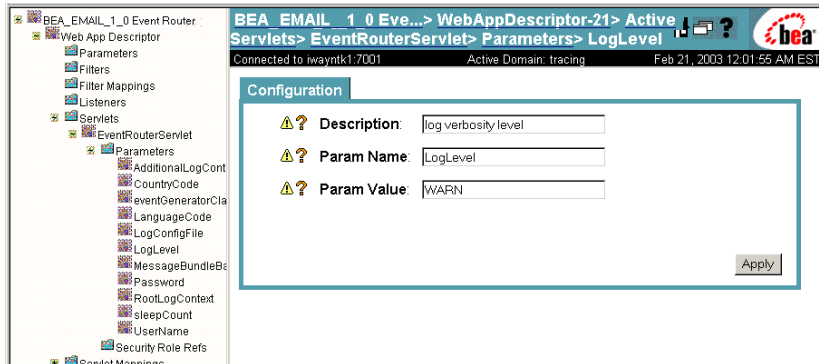 BEA_EMAIL_1_0 Event Router
Web App Descriptor
Parameters
Filters
Filter Mappings
Listeners
Servlets
EventRouterServlet
Parameters
AdditionalLogCont
CountryCode
eventGeneratorCla
LanguageCode
LogConfigFile
LogLevel
MessageBundleBa
Password
RootLogContext
sleepCount
UserName
Security Role Refs
Servlet Mappings
BEA_EMAIL_1_0 Eve...> WebAppDescriptor-21> Active
Servlets> EventRouterServlet> Parameters> LogLevel
?
bea
Connected to iwayntk1:7001 Active Domain: tracing Feb 21, 2003 12:01:55 AM EST
Configuration
? Description: log verbosity level
? Param Name: LogLevel
? Param Value: WARN
Apply